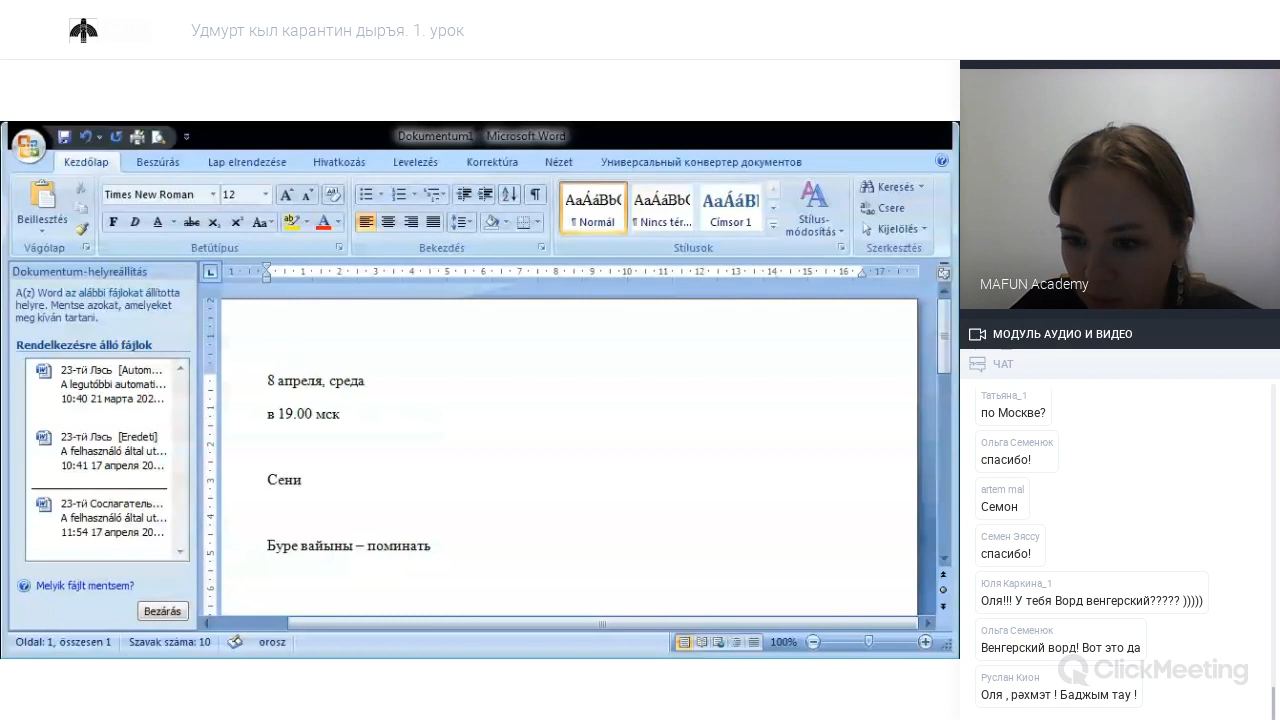 Удмурт кыл карантин дыръя. 1. урок
Dokumentum1 - Microsoft Word
Kezdőlap Beszúrás Lap elrendezése Hivatkozás Levelezés Korrektúra Nézet Универсальный конвертер документов
Beillesztés
Vágólap
Times New Roman 12
Betűtípus
Bekezdés
AaÁáBbC AaÁáBbC AaÁáBl
¶ Normál ¶ Nincs tér... Címsor 1
Stílus-
módosítás
Stílusok
Keresés
Csere
Kijelölés
Szerkesztés
Dokumentum-helyreállítás
A(z) Word az alábbi fájlokat állította
helyre. Mentse azokat, amelyeket
meg kíván tartani.
Rendelkezésre álló fájlok
23-тӥ Лэсь [Autom...
A legutóbbi automati...
10:40 21 марта 202...
23-тӥ Лэсь [Eredeti]
A felhasználó által ut...
10:41 17 апреля 20...
23-тӥ Сослагатель...
A felhasználó által ut...
11:54 17 апреля 20...
Melyik fájlt mentsem?
Bezárás
8 апреля, среда
в 19.00 мск
Сени
Буре вайыны – поминать
Oldal: 1, összesen 1 Szavak száma: 10 orosz 100%
MAFUN Academy
МОДУЛЬ АУДИО И ВИДЕО
ЧАТ
Татьяна_1
по Москве?
Ольга Семенюк
спасибо!
artem mal
Семон
Семен Эяссу
спасибо!
Юля Каркина_1
Оля!!! У тебя Ворд венгерский????? )))))
Ольга Семенюк
Венгерский ворд! Вот это да
Руслан Кион
Оля , рәхмэт ! Баджым тау !
ClickMeeting